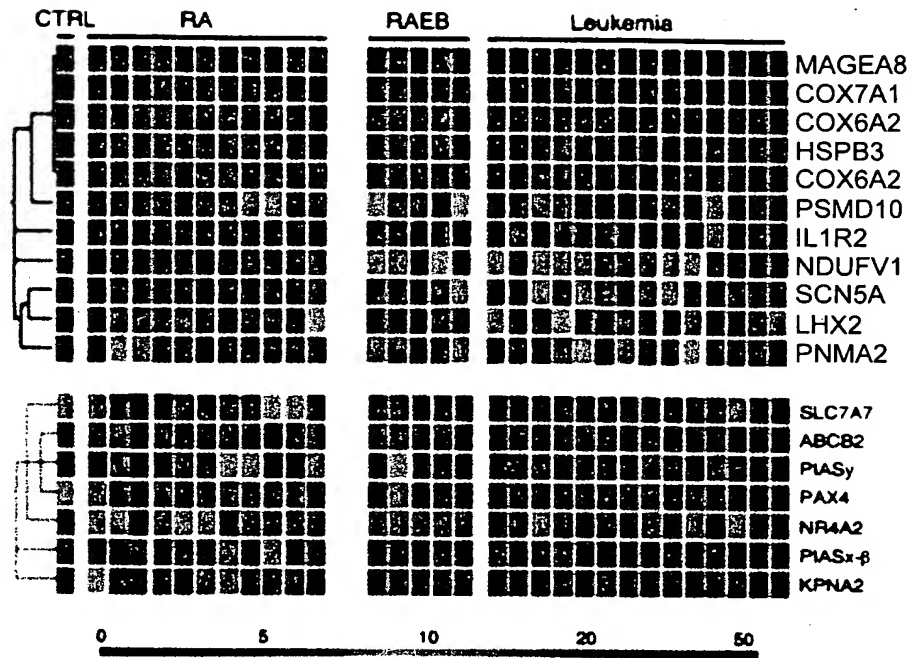 CTRL RA RAEB Leukemia
MAGEA8
COX7A1
COX6A2
HSPB3
COX6A2
PSMD10
IL1R2
NDUFV1
SCN5A
LHX2
PNMA2
SLC7A7
ABCB2
PIASy
PAX4
NR4A2
PIASx-β
KPNA2
0 5 10 20 50